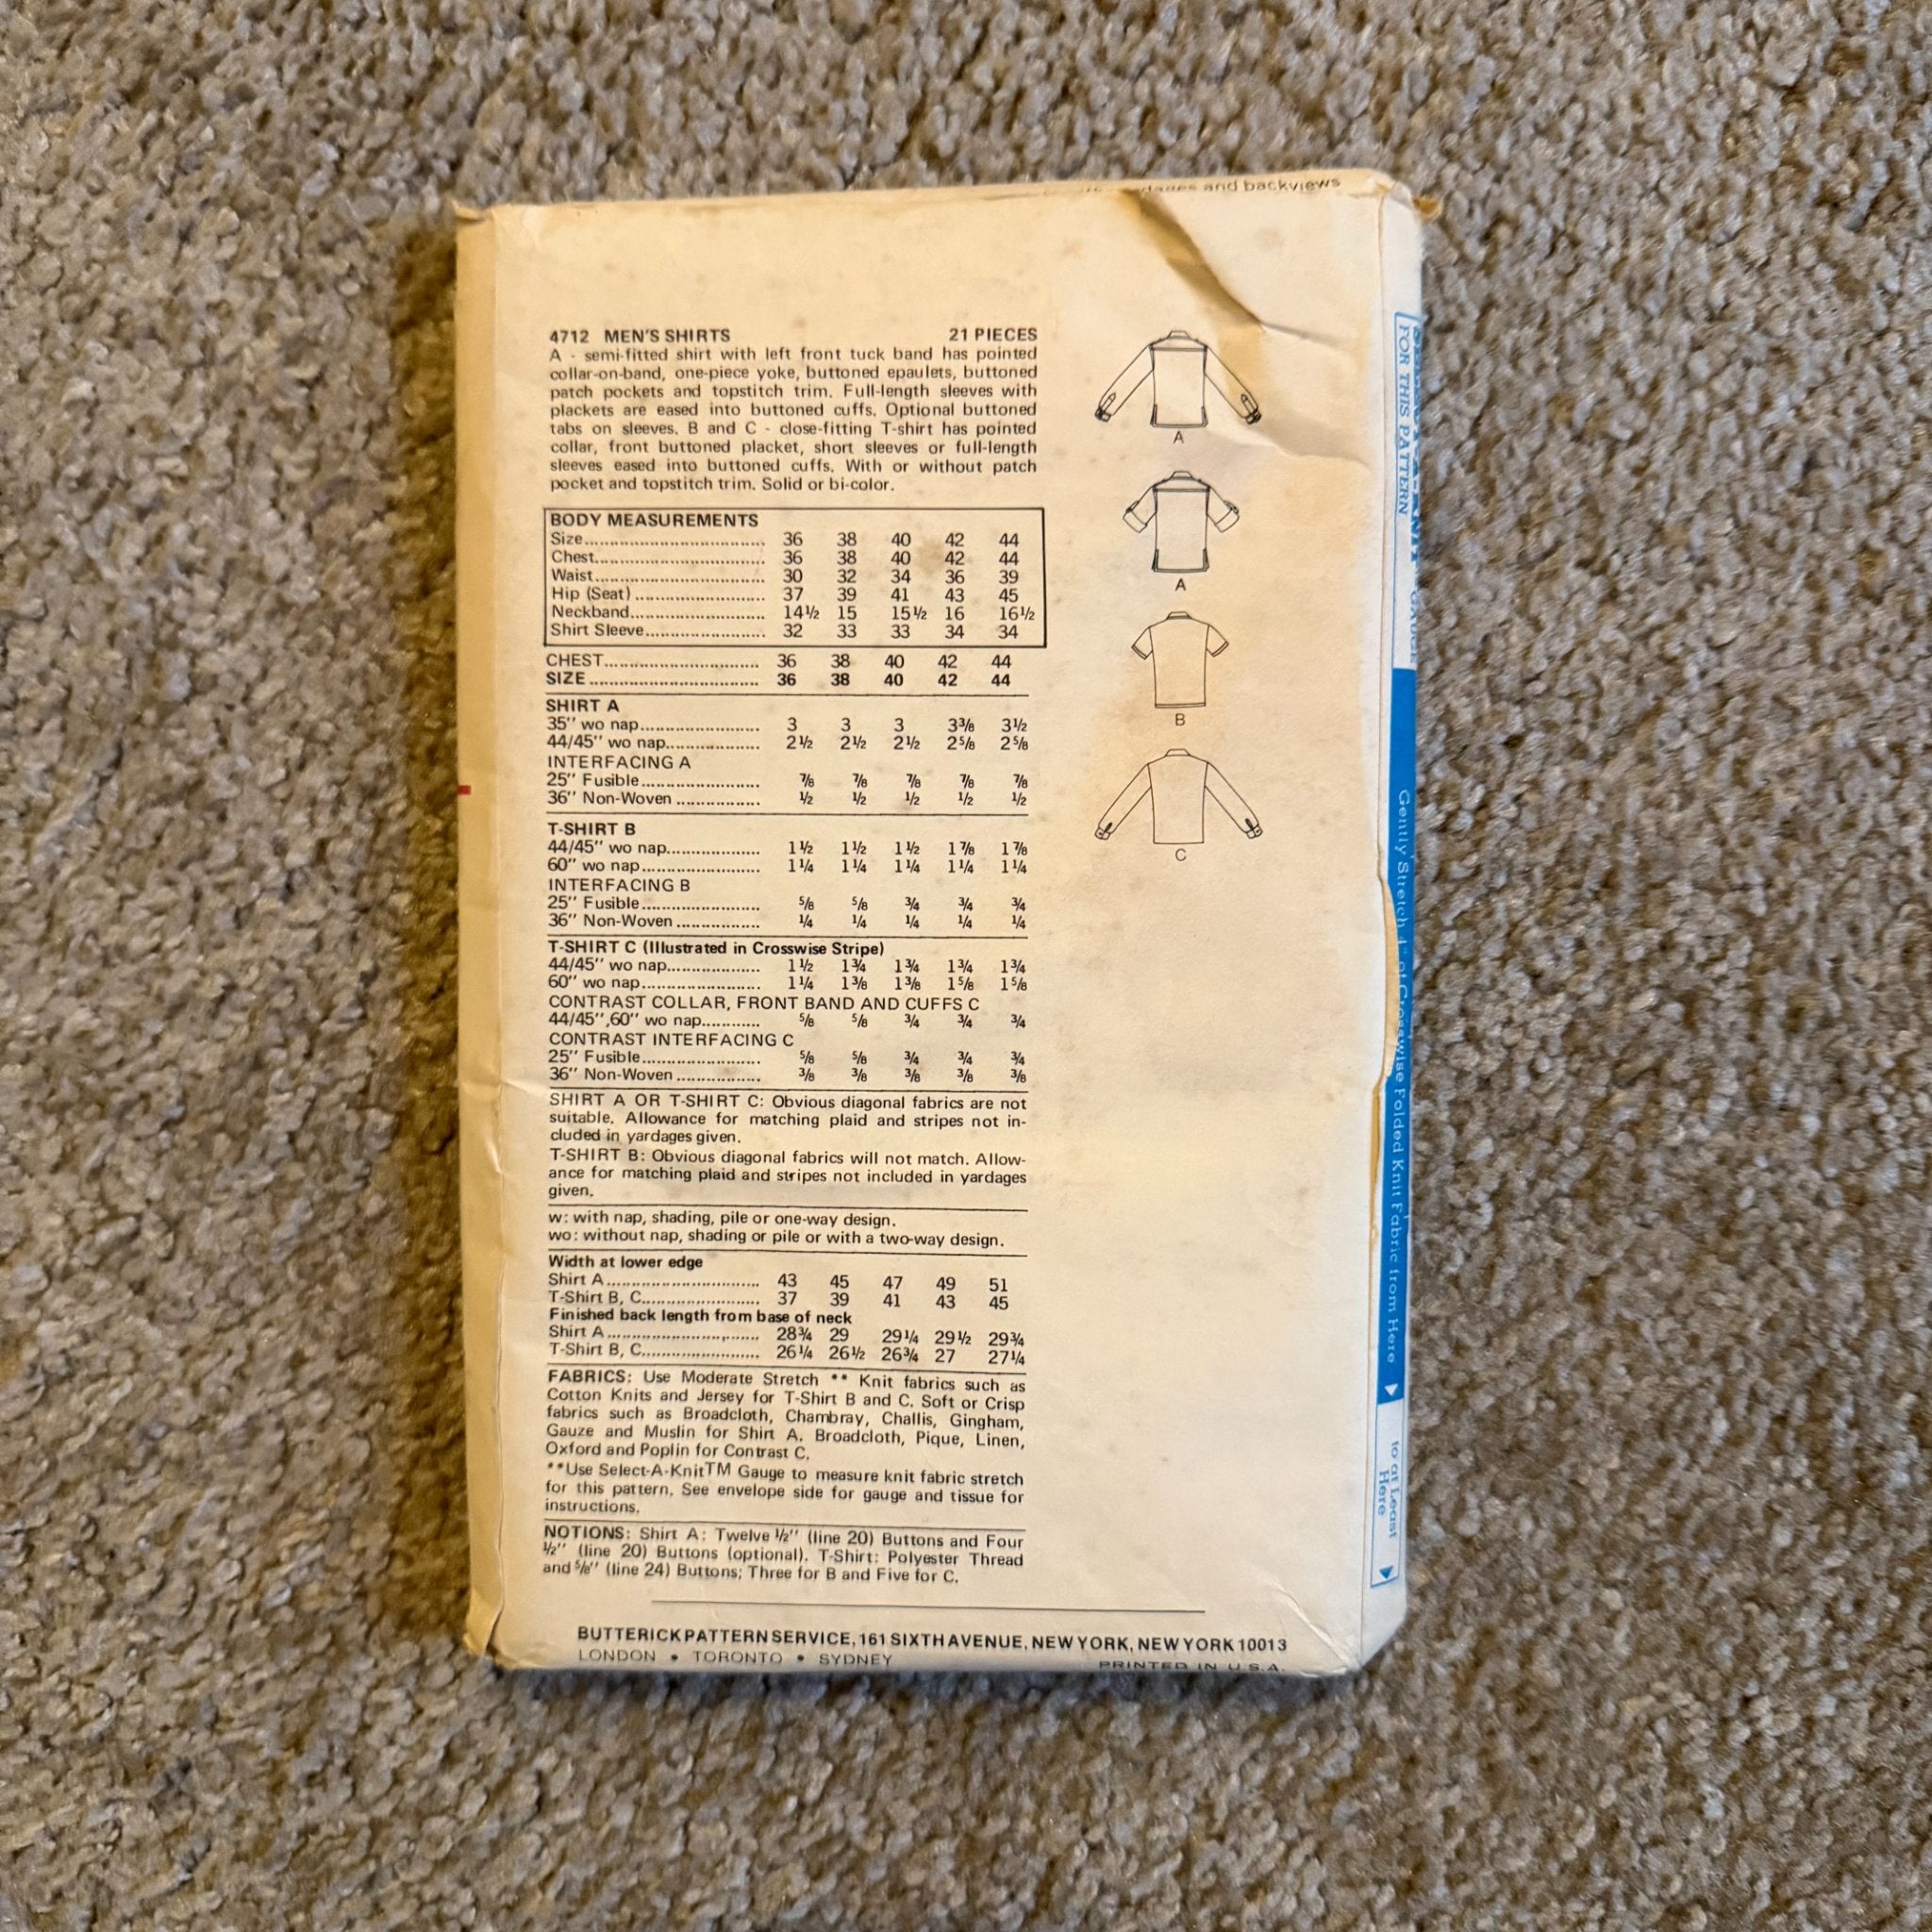 and backviews
4712 MEN'S SHIRTS 21 PIECES
A - semi-fitted shirt with left front tuck band has pointed
collar-on-band, one-piece yoke, buttoned epaulets, buttoned
patch pockets and topstitch trim. Full-length sleeves with
plackets are eased into buttoned cuffs. Optional buttoned
tabs on sleeves. B and C - close-fitting T-shirt has pointed
collar, front buttoned placket, short sleeves or full-length
sleeves eased into buttoned cuffs. With or without patch
pocket and topstitch trim. Solid or bi-color.
BODY MEASUREMENTS
Size 36 38 40 42 44
Chest 36 38 40 42 44
Waist 30 32 34 36 39
Hip (Seat) 37 39 41 43 45
Neckband 14½ 15 15½ 16 16½
Shirt Sleeve 32 33 33 34 34
CHEST 36 38 40 42 44
SIZE 36 38 40 42 44
SHIRT A
35" wo nap 3 3 3 3⅜ 3½
44/45" wo nap 2½ 2½ 2½ 2⅝ 2⅝
INTERFACING A
25" Fusible ⅞ ⅞ ⅞ ⅞ ⅞
36" Non-Woven ½ ½ ½ ½ ½
T-SHIRT B
44/45" wo nap 1½ 1½ 1½ 1⅞ 1⅞
60" wo nap 1¼ 1¼ 1¼ 1¼ 1¼
INTERFACING B
25" Fusible ⅝ ⅝ ¾ ¾ ¾
36" Non-Woven ¼ ¼ ¼ ¼ ¼
T-SHIRT C (Illustrated in Crosswise Stripe)
44/45" wo nap 1½ 1¾ 1¾ 1¾ 1¾
60" wo nap 1¼ 1⅜ 1⅜ 1⅝ 1⅝
CONTRAST COLLAR, FRONT BAND AND CUFFS C
44/45",60" wo nap ⅝ ⅝ ¾ ¾ ¾
CONTRAST INTERFACING C
25" Fusible ⅝ ⅝ ¾ ¾ ¾
36" Non-Woven ⅜ ⅜ ⅜ ⅜ ⅜
SHIRT A OR T-SHIRT C: Obvious diagonal fabrics are not
suitable. Allowance for matching plaid and stripes not in-
cluded in yardages given.
T-SHIRT B: Obvious diagonal fabrics will not match. Allow-
ance for matching plaid and stripes not included in yardages
given.
w: with nap, shading, pile or one-way design.
wo: without nap, shading or pile or with a two-way design.
Width at lower edge
Shirt A 43 45 47 49 51
T-Shirt B, C 37 39 41 43 45
Finished back length from base of neck
Shirt A 28¾ 29 29¼ 29½ 29¾
T-Shirt B, C 26¼ 26½ 26¾ 27 27¼
FABRICS: Use Moderate Stretch ** Knit fabrics such as
Cotton Knits and Jersey for T-Shirt B and C. Soft or Crisp
fabrics such as Broadcloth, Chambray, Challis, Gingham,
Gauze and Muslin for Shirt A. Broadcloth, Pique, Linen,
Oxford and Poplin for Contrast C.
**Use Select-A-Knit™ Gauge to measure knit fabric stretch
for this pattern. See envelope side for gauge and tissue for
instructions.
NOTIONS: Shirt A: Twelve ½" (line 20) Buttons and Four
½" (line 20) Buttons (optional). T-Shirt: Polyester Thread
and ⅝" (line 24) Buttons; Three for B and Five for C.
BUTTERICK PATTERN SERVICE, 161 SIXTH AVENUE, NEW YORK, NEW YORK 10013
LONDON • TORONTO • SYDNEY PRINTED IN U.S.A.
A
A
B
C
FOR THIS PATTERN
Gently Stretch 4" of Crosswise Folded Knit Fabric from Here
to at Least
Here